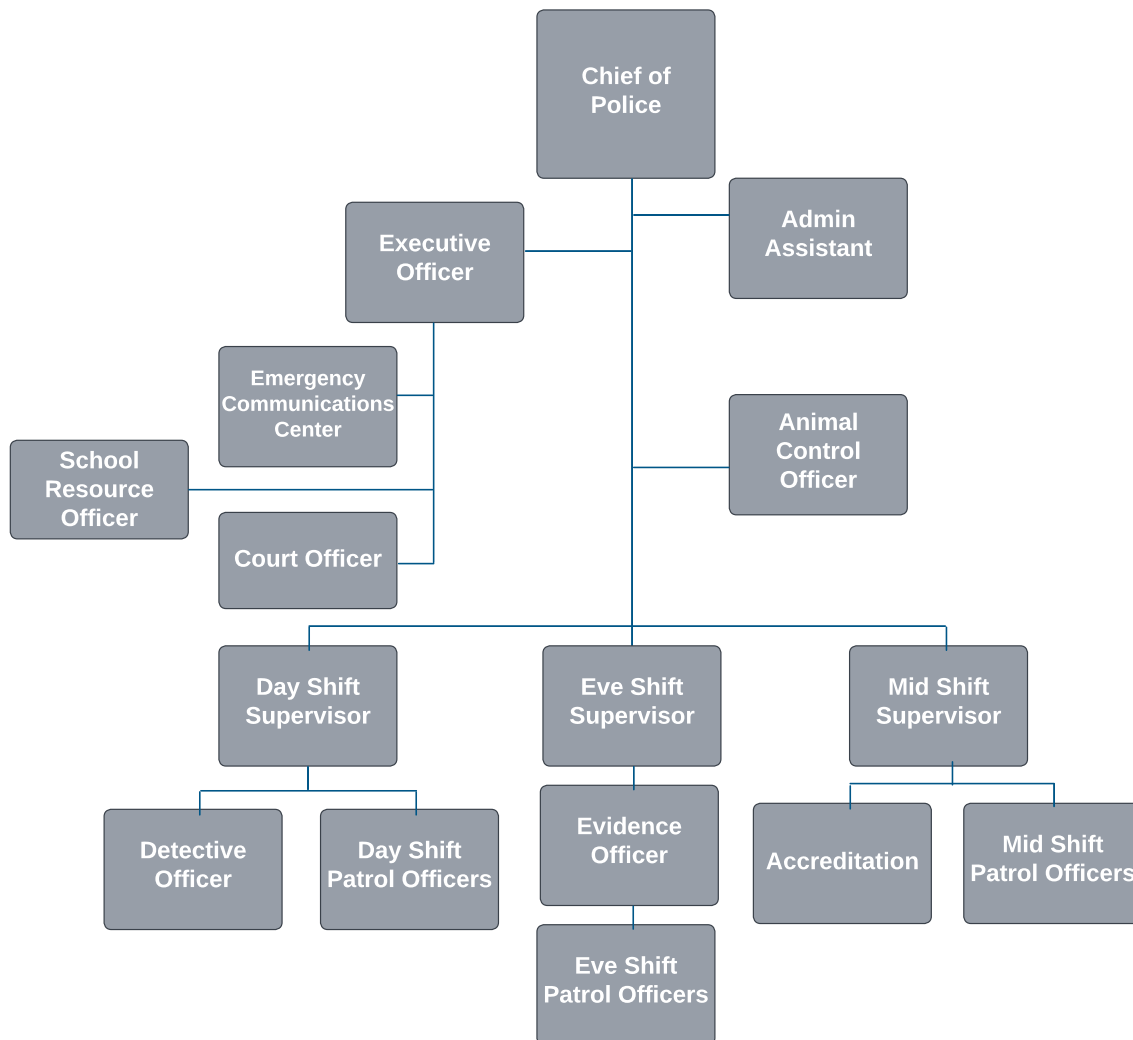 Chief of
Police
Admin
Assistant
Executive
Officer
Emergency
Communications
Center
Animal
Control
Officer
School
Resource
Officer
Court Officer
Day Shift
Supervisor
Eve Shift
Supervisor
Mid Shift
Supervisor
Detective
Officer
Day Shift
Patrol Officers
Evidence
Officer
Accreditation
Mid Shift
Patrol Officers
Eve Shift
Patrol Officers